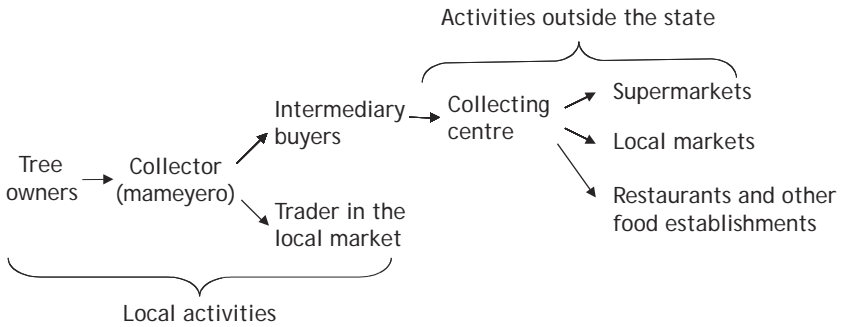 Activities outside the state
Intermediary
buyers
Collecting
centre
Supermarkets
Local markets
Restaurants and other
food establishments
Tree
owners
Collector
(mameyero)
Trader in the
local market
Local activities